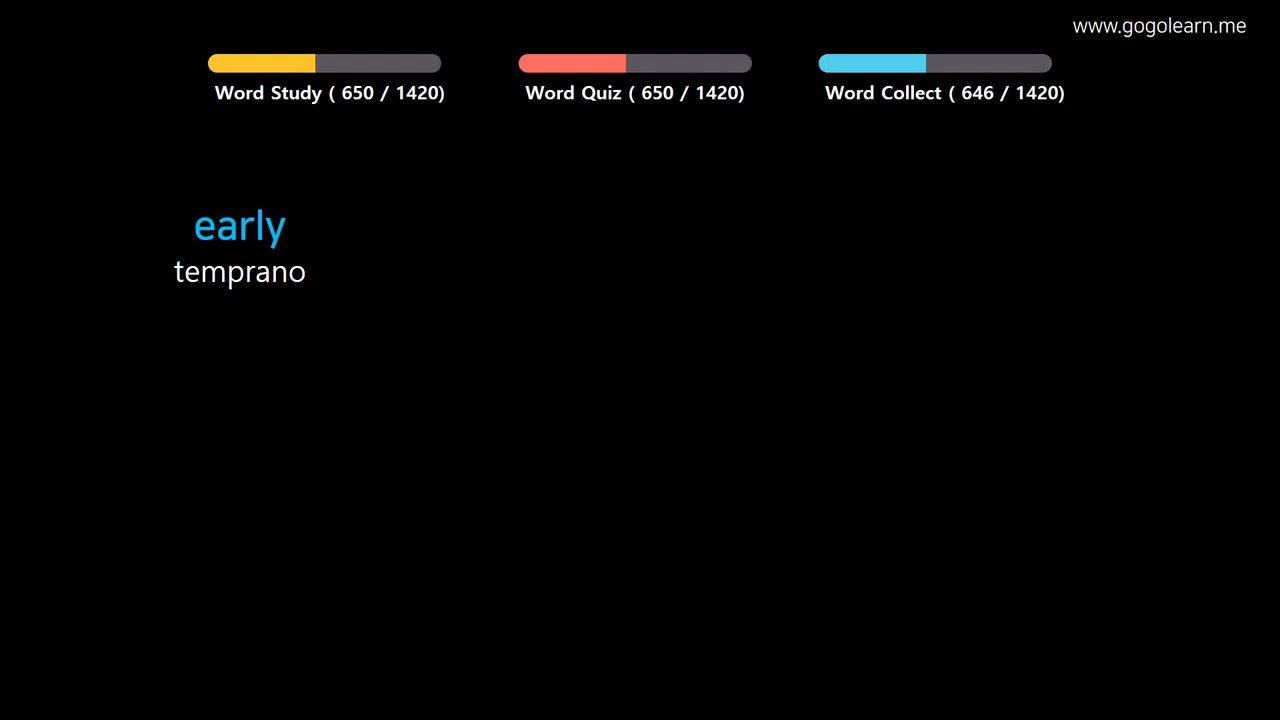 www.gogolearn.me
Word Study ( 650 / 1420)
Word Quiz ( 650 / 1420)
Word Collect ( 646 / 1420)
early
temprano